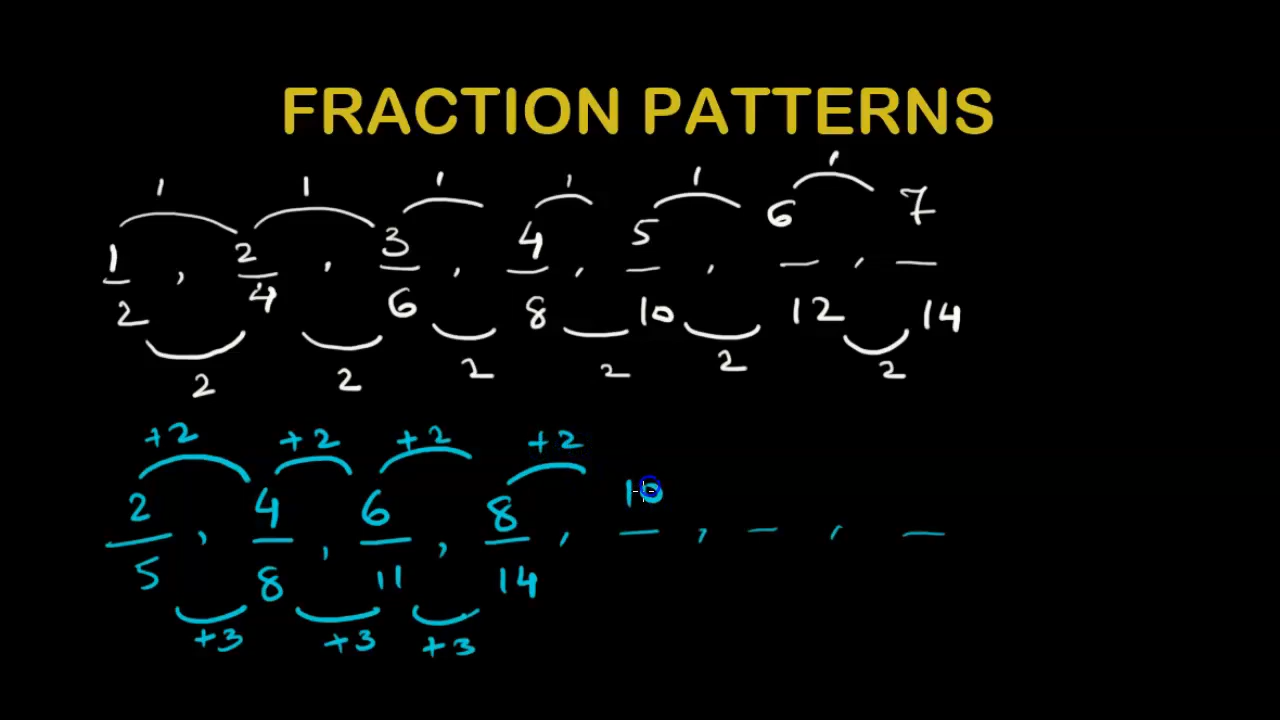 FRACTION PATTERNS
1 1 1 1 1 1
1/2 , 2/4 , 3/6 , 4/8 , 5/10 , 6/12 , 7/14
2 2 2 2 2 2
+2 +2 +2 +2
2/5 , 4/8 , 6/11 , 8/14 , 10/ , — , —
+3 +3 +3